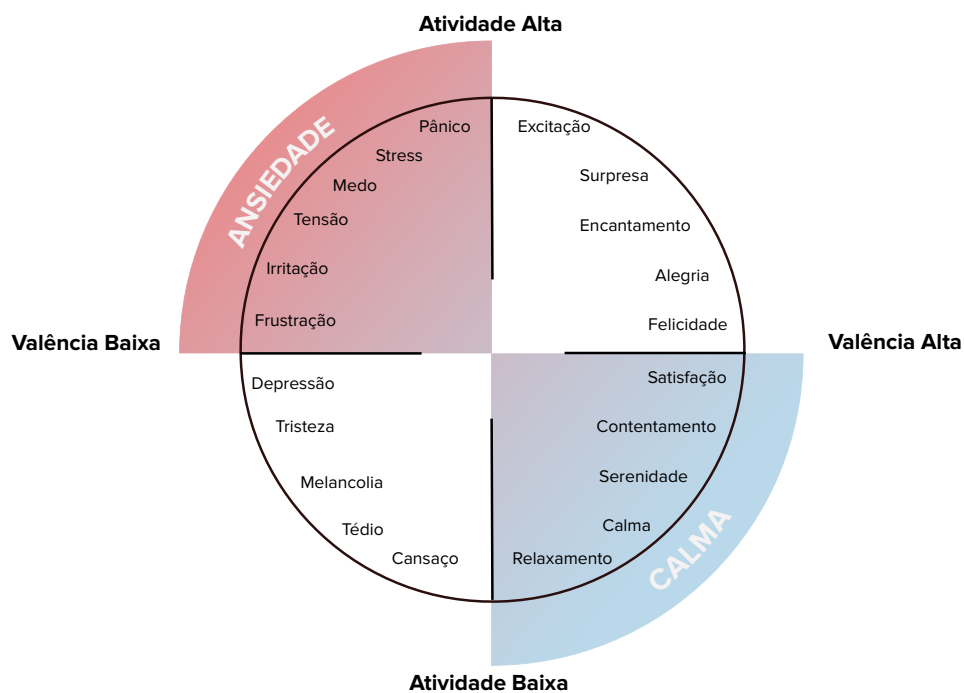 Atividade Alta
Pânico
Excitação
Stress
Surpresa
Medo
ANSIEDADE
Tensão
Encantamento
Irritação
Alegria
Frustração
Felicidade
Valência Baixa
Valência Alta
Depressão
Satisfação
Tristeza
Contentamento
Melancolia
Serenidade
Tédio
Calma
CALMA
Cansaço
Relaxamento
Atividade Baixa